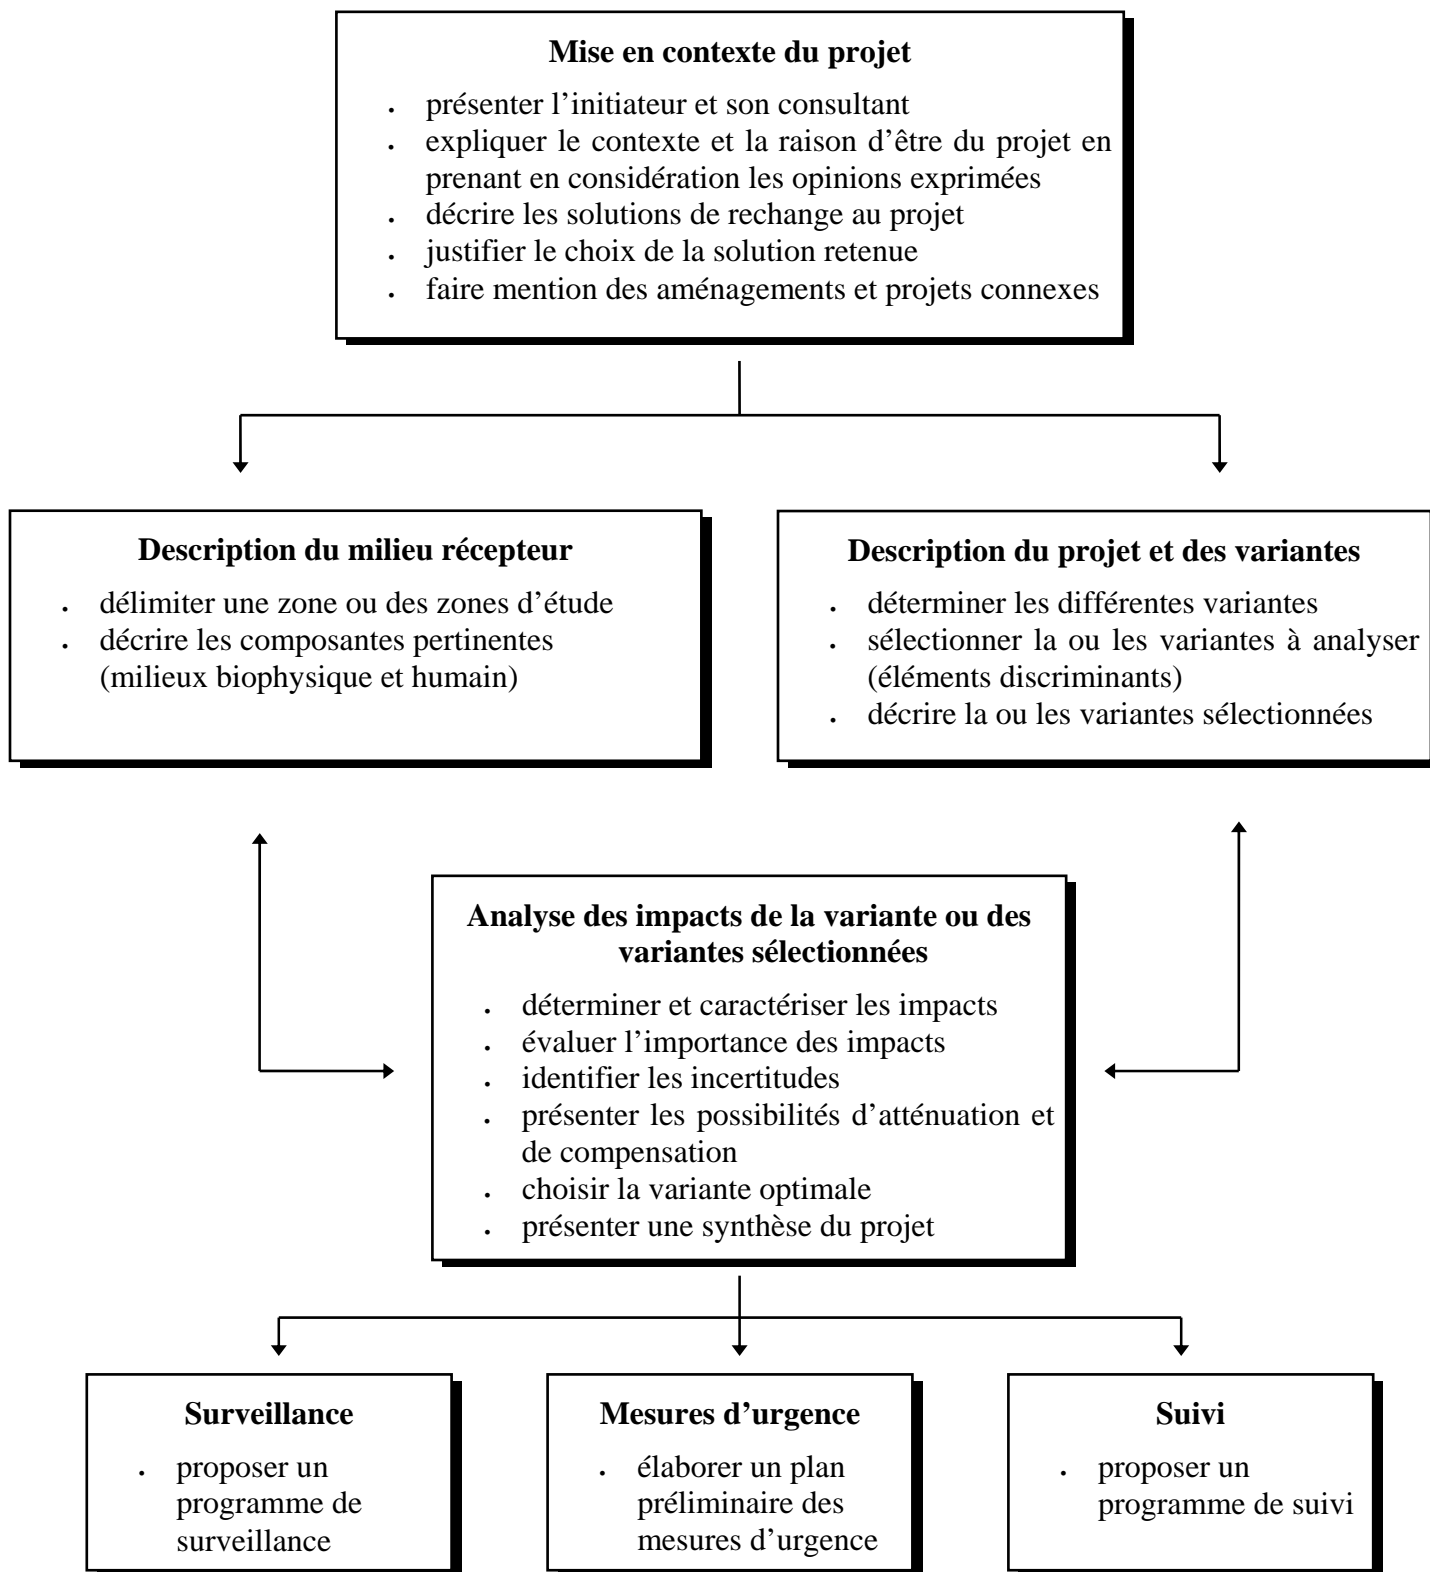 Mise en contexte du projet
. présenter l’initiateur et son consultant
. expliquer le contexte et la raison d’être du projet en
prenant en considération les opinions exprimées
. décrire les solutions de rechange au projet
. justifier le choix de la solution retenue
. faire mention des aménagements et projets connexes
Description du milieu récepteur
. délimiter une zone ou des zones d’étude
. décrire les composantes pertinentes
(milieux biophysique et humain)
Description du projet et des variantes
. déterminer les différentes variantes
. sélectionner la ou les variantes à analyser
(éléments discriminants)
. décrire la ou les variantes sélectionnées
Analyse des impacts de la variante ou des
variantes sélectionnées
. déterminer et caractériser les impacts
. évaluer l’importance des impacts
. identifier les incertitudes
. présenter les possibilités d’atténuation et
de compensation
. choisir la variante optimale
. présenter une synthèse du projet
Surveillance
. proposer un
programme de
surveillance
Mesures d’urgence
. élaborer un plan
préliminaire des
mesures d’urgence
Suivi
. proposer un
programme de suivi